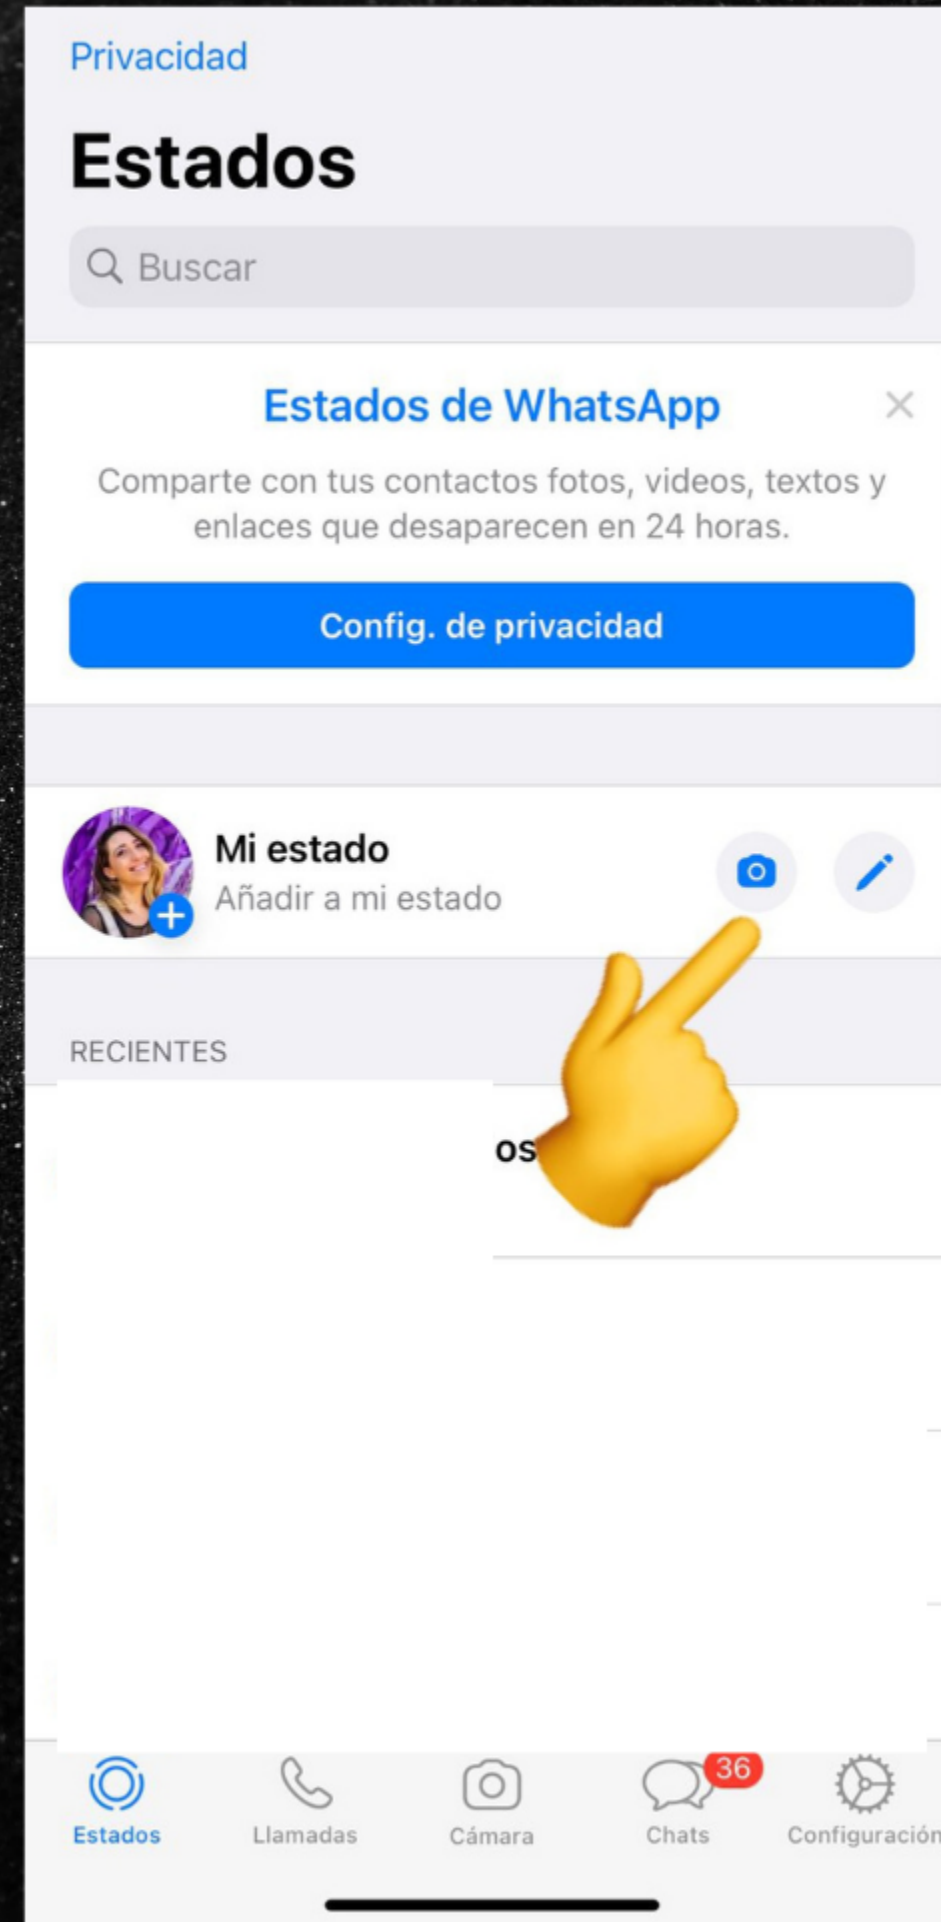 Privacidad
Estados
Buscar
Estados de WhatsApp
Comparte con tus contactos fotos, videos, textos y
enlaces que desaparecen en 24 horas.
Config. de privacidad
Mi estado
Añadir a mi estado
RECIENTES
os
36
Estados
Llamadas
Cámara
Chats
Configuración